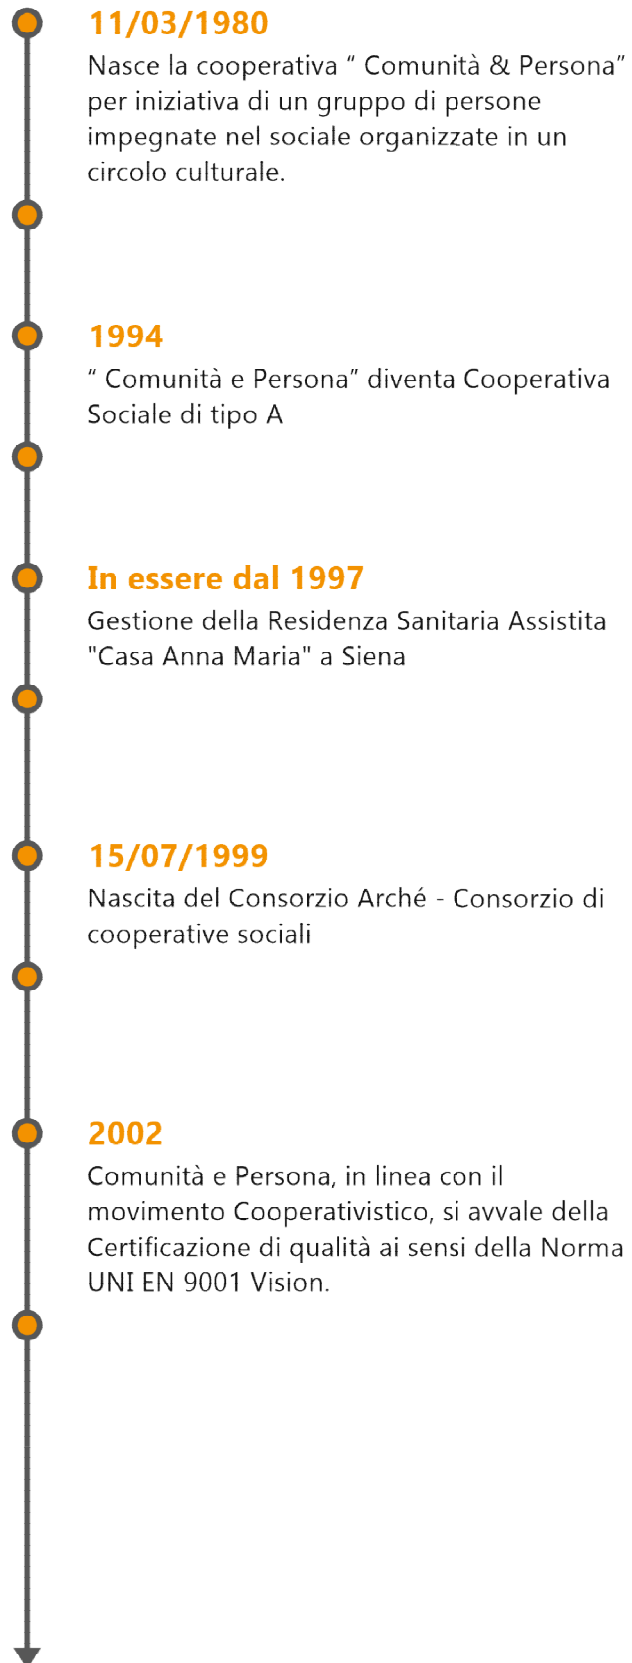 11/03/1980
Nasce la cooperativa “ Comunità & Persona”
per iniziativa di un gruppo di persone
impegnate nel sociale organizzate in un
circolo culturale.
1994
“ Comunità e Persona” diventa Cooperativa
Sociale di tipo A
In essere dal 1997
Gestione della Residenza Sanitaria Assistita
"Casa Anna Maria" a Siena
15/07/1999
Nascita del Consorzio Arché - Consorzio di
cooperative sociali
2002
Comunità e Persona, in linea con il
movimento Cooperativistico, si avvale della
Certificazione di qualità ai sensi della Norma
UNI EN 9001 Vision.